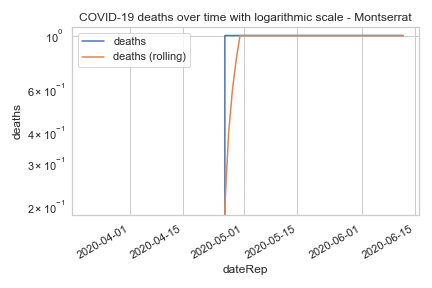 COVID-19 deaths over time with logarithmic scale - Montserrat
deaths
deaths (rolling)
10⁰
6 × 10⁻¹
4 × 10⁻¹
3 × 10⁻¹
2 × 10⁻¹
deaths
2020-04-01
2020-04-15
2020-05-01
2020-05-15
2020-06-01
2020-06-15
dateRep